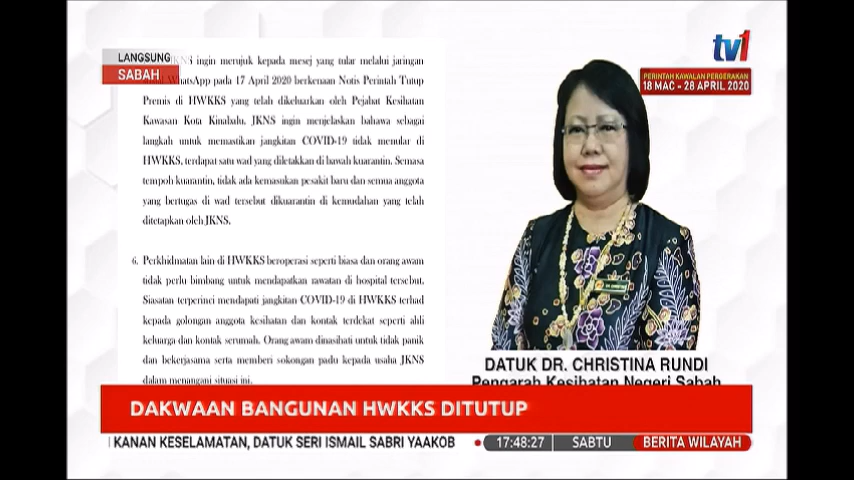 LANGSUNG
SABAH
ingin merujuk kepada mesej yang tular melalui jaringan
WhatsApp pada 17 April 2020 berkenaan Notis Perintah Tutup
Premis di HWKKS yang telah dikeluarkan oleh Pejabat Kesihatan
Kawasan Kota Kinabalu. JKNS ingin menjelaskan bahawa sebagai
langkah untuk memastikan jangkitan COVID-19 tidak menular di
HWKKS, terdapat satu wad yang diletakkan di bawah kuarantin. Semasa
tempoh kuarantin, tidak ada kemasukan pesakit baru dan semua anggota
yang bertugas di wad tersebut dikuarantin di kemudahan yang telah
ditetapkan oleh JKNS.
6. Perkhidmatan lain di HWKKS beroperasi seperti biasa dan orang awam
tidak perlu bimbang untuk mendapatkan rawatan di hospital tersebut.
Siasatan terperinci mendapati jangkitan COVID-19 di HWKKS terhad
kepada golongan anggota kesihatan dan kontak terdekat seperti ahli
keluarga dan kontak serumah. Orang awam dinasihati untuk tidak panik
dan bekerjasama serta memberi sokongan padu kepada usaha JKNS
dalam menangani situasi ini.
tv1
PERINTAH KAWALAN PERGERAKAN
18 MAC - 28 APRIL 2020
DATUK DR. CHRISTINA RUNDI
Pengarah Kesihatan Negeri Sabah
DAKWAAN BANGUNAN HWKKS DITUTUP
KANAN KESELAMATAN, DATUK SERI ISMAIL SABRI YAAKOB
17:48:27 SABTU BERITA WILAYAH